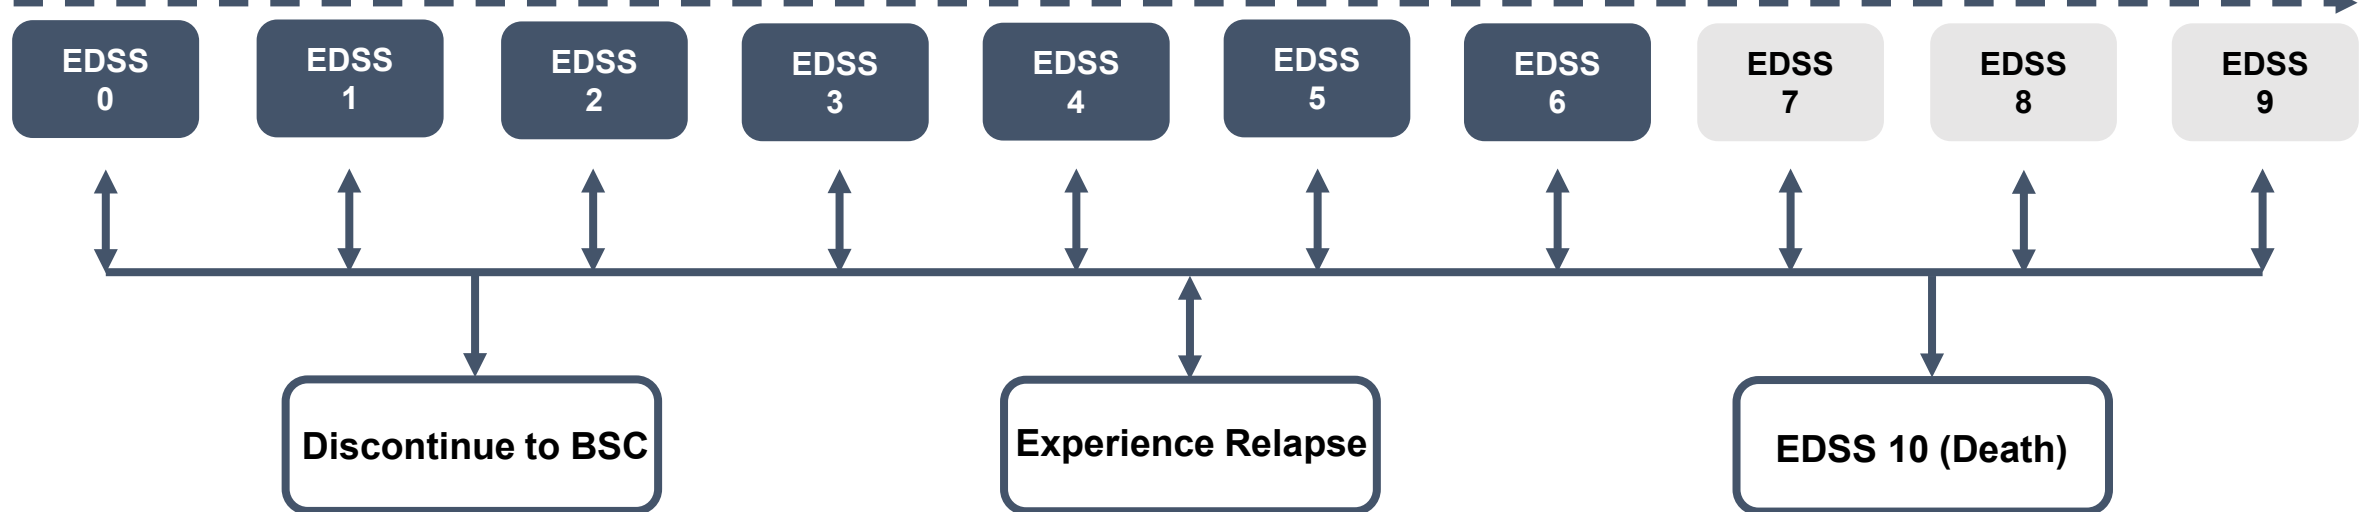 EDSS
0
EDSS
1
EDSS
2
EDSS
3
EDSS
4
EDSS
5
EDSS
6
EDSS
7
EDSS
8
EDSS
9
Discontinue to BSC
Experience Relapse
EDSS 10 (Death)